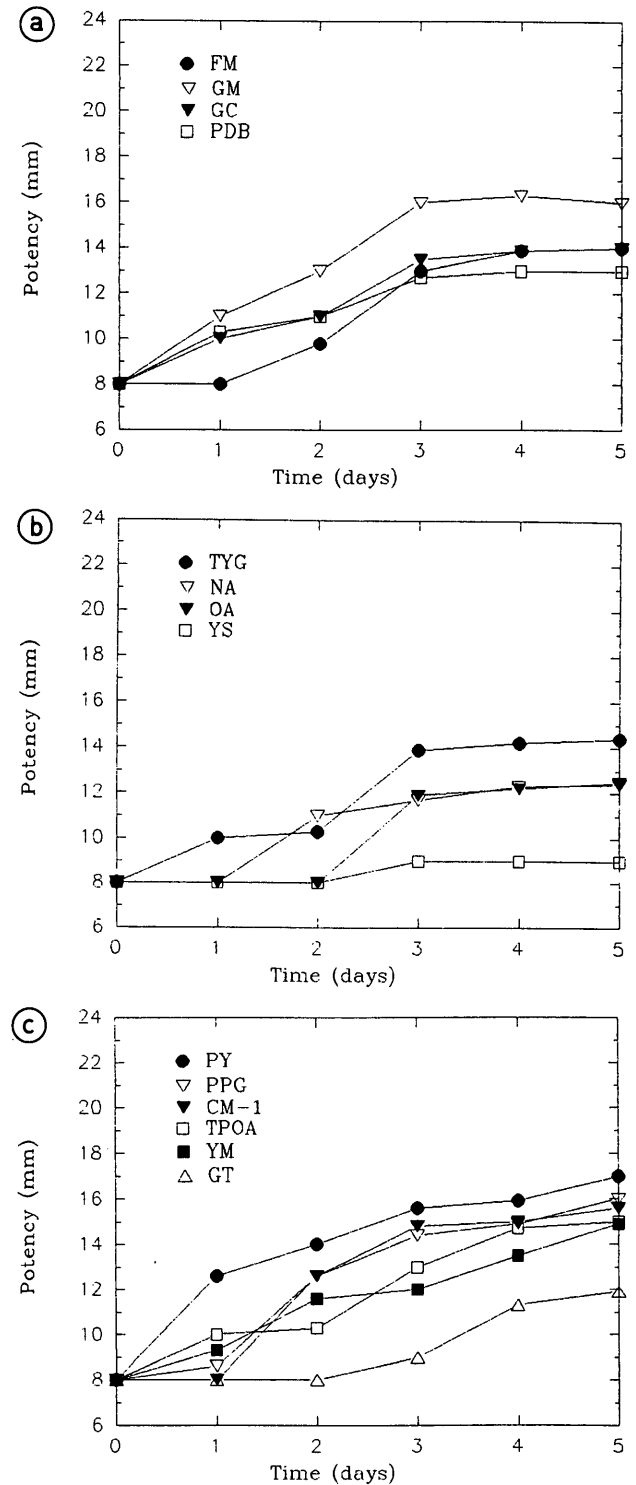 a
24
22
20
18
16
14
12
10
8
6
Potency (mm)
FM
GM
GC
PDB
0 1 2 3 4 5
Time (days)
b
24
22
20
18
16
14
12
10
8
6
Potency (mm)
TYG
NA
OA
YS
0 1 2 3 4 5
Time (days)
c
24
22
20
18
16
14
12
10
8
6
Potency (mm)
PY
PPG
CM-1
TPOA
YM
GT
0 1 2 3 4 5
Time (days)